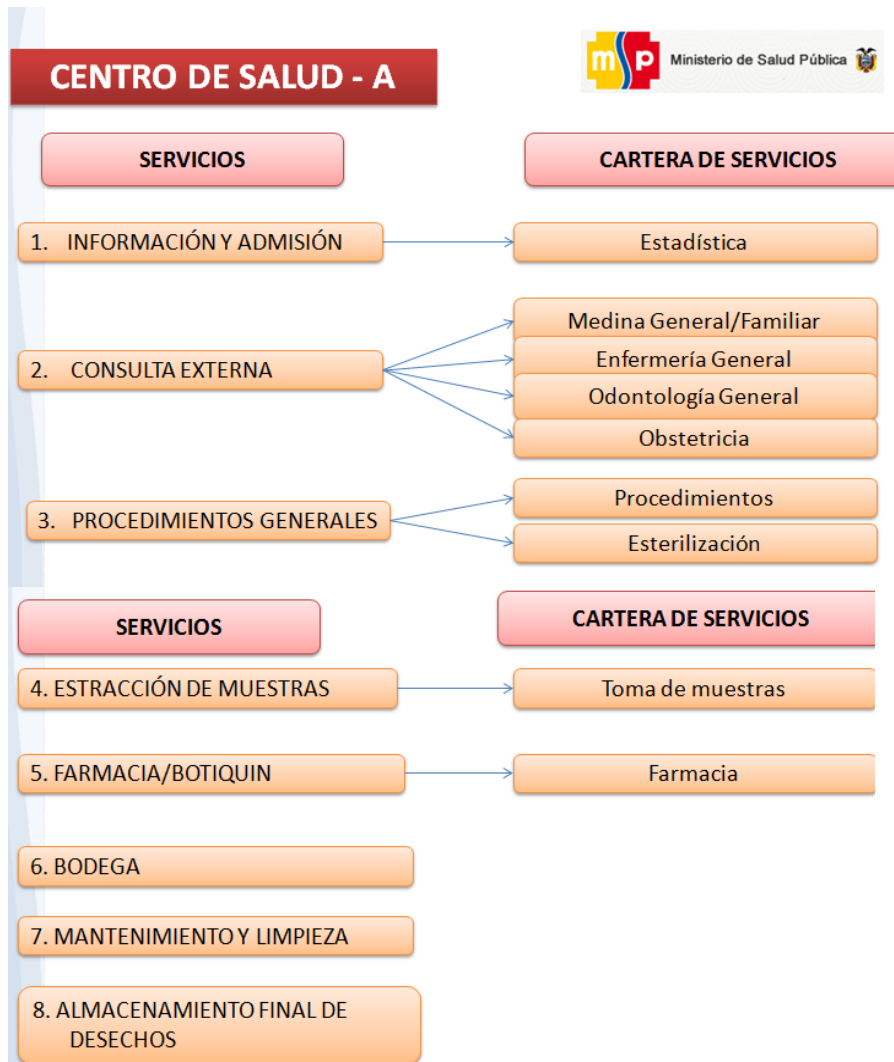 CENTRO DE SALUD - A
msp Ministerio de Salud Pública
SERVICIOS
CARTERA DE SERVICIOS
1. INFORMACIÓN Y ADMISIÓN
Estadística
2. CONSULTA EXTERNA
Medina General/Familiar
Enfermería General
Odontología General
Obstetricia
3. PROCEDIMIENTOS GENERALES
Procedimientos
Esterilización
SERVICIOS
CARTERA DE SERVICIOS
4. ESTRACCIÓN DE MUESTRAS
Toma de muestras
5. FARMACIA/BOTIQUIN
Farmacia
6. BODEGA
7. MANTENIMIENTO Y LIMPIEZA
8. ALMACENAMIENTO FINAL DE
DESECHOS